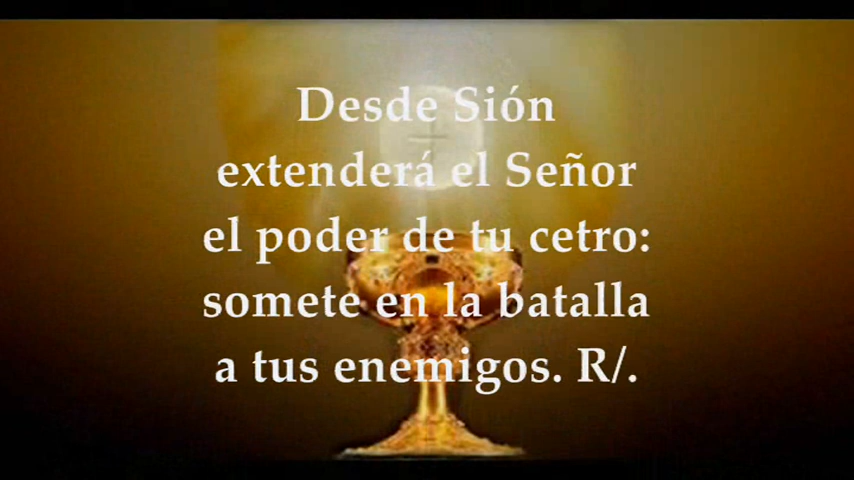 Desde Sión
extenderá el Señor
el poder de tu cetro:
somete en la batalla
a tus enemigos. R/.